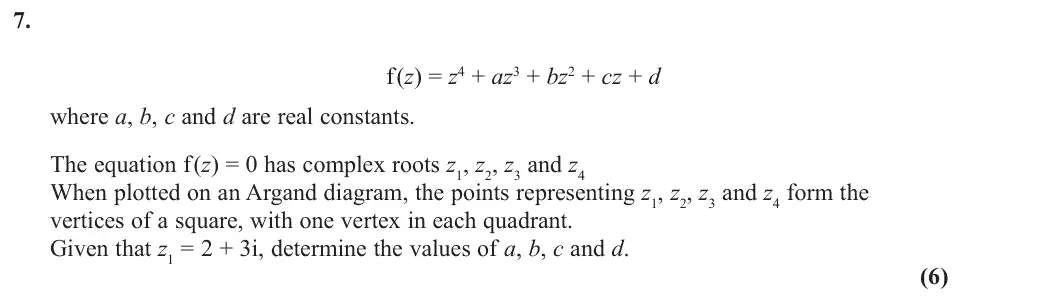 7.
f(z) = z⁴ + az³ + bz² + cz + d
where a, b, c and d are real constants.
The equation f(z) = 0 has complex roots z₁, z₂, z₃ and z₄
When plotted on an Argand diagram, the points representing z₁, z₂, z₃ and z₄ form the
vertices of a square, with one vertex in each quadrant.
Given that z₁ = 2 + 3i, determine the values of a, b, c and d.
(6)